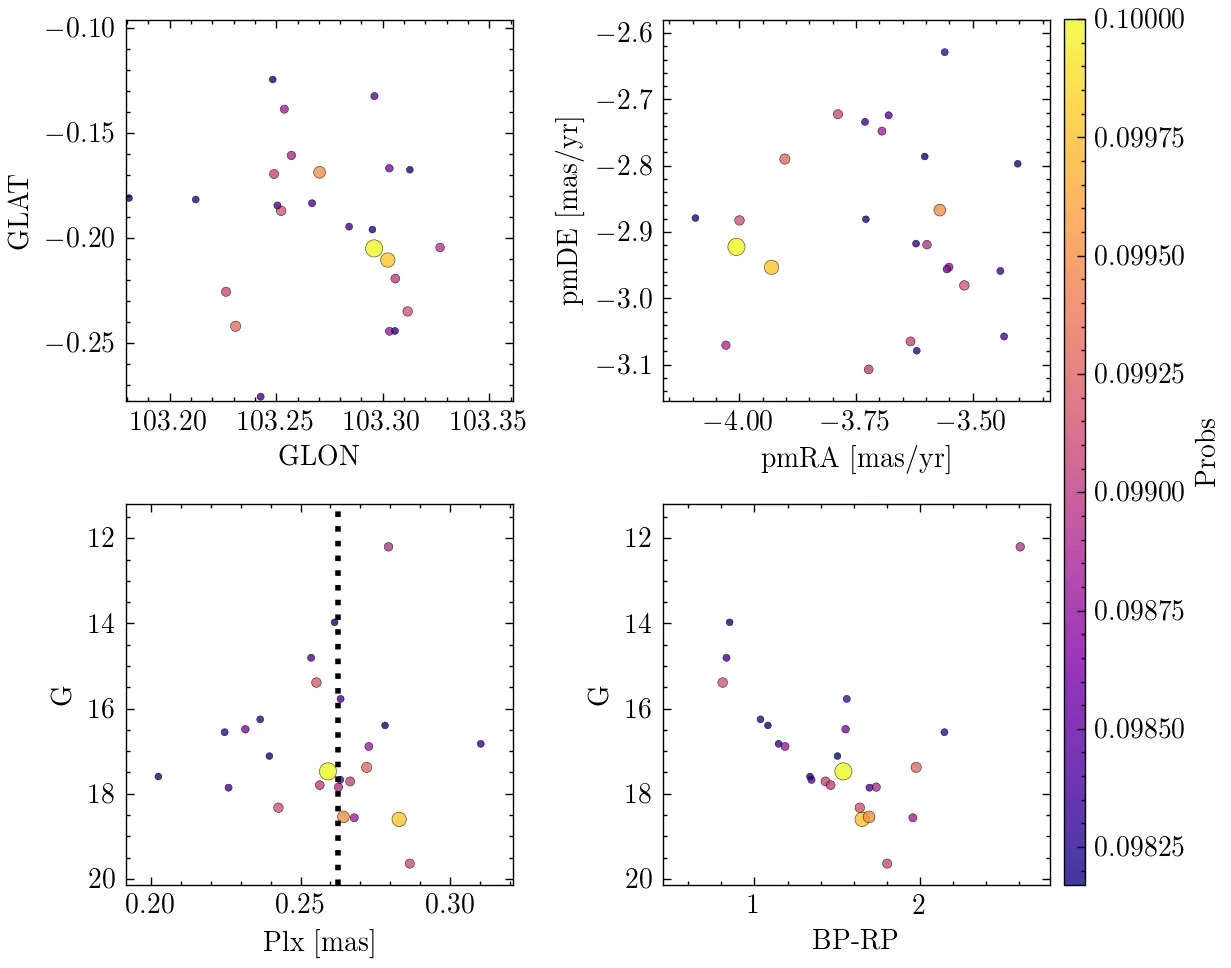 −0.10
−0.15
−0.20
−0.25
GLAT
103.20 103.25 103.30 103.35
GLON
−2.6
−2.7
−2.8
−2.9
−3.0
−3.1
pmDE [mas/yr]
−4.00 −3.75 −3.50
pmRA [mas/yr]
12
14
16
18
20
G
0.20 0.25 0.30
Plx [mas]
12
14
16
18
20
G
1 2
BP-RP
0.10000
0.09975
0.09950
0.09925
0.09900
0.09875
0.09850
0.09825
Probs